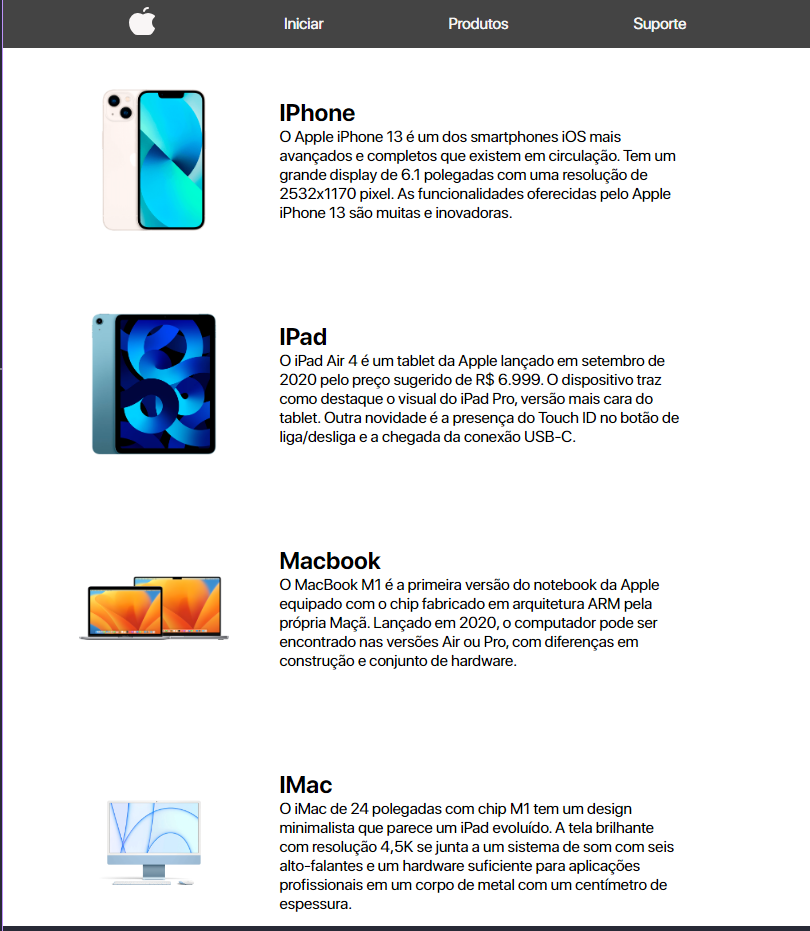 Iniciar Produtos Suporte
IPhone
O Apple iPhone 13 é um dos smartphones iOS mais
avançados e completos que existem em circulação. Tem um
grande display de 6.1 polegadas com uma resolução de
2532x1170 pixel. As funcionalidades oferecidas pelo Apple
iPhone 13 são muitas e inovadoras.
IPad
O iPad Air 4 é um tablet da Apple lançado em setembro de
2020 pelo preço sugerido de R$ 6.999. O dispositivo traz
como destaque o visual do iPad Pro, versão mais cara do
tablet. Outra novidade é a presença do Touch ID no botão de
liga/desliga e a chegada da conexão USB-C.
Macbook
O MacBook M1 é a primeira versão do notebook da Apple
equipado com o chip fabricado em arquitetura ARM pela
própria Maçã. Lançado em 2020, o computador pode ser
encontrado nas versões Air ou Pro, com diferenças em
construção e conjunto de hardware.
IMac
O iMac de 24 polegadas com chip M1 tem um design
minimalista que parece um iPad evoluído. A tela brilhante
com resolução 4,5K se junta a um sistema de som com seis
alto-falantes e um hardware suficiente para aplicações
profissionais em um corpo de metal com um centímetro de
espessura.